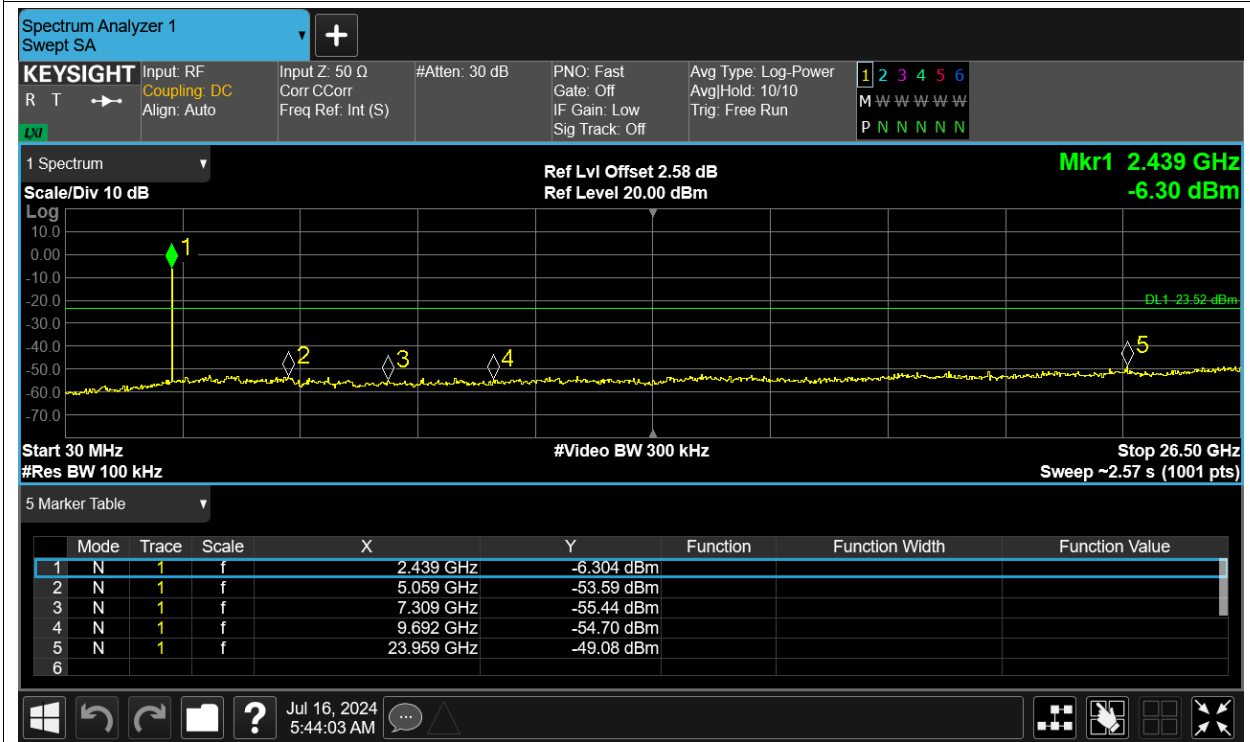 Spectrum Analyzer 1
Swept SA
+
KEYSIGHT Input: RF Input Z: 50 Ω #Atten: 30 dB PNO: Fast Avg Type: Log-Power 1 2 3 4 5 6
R T Coupling: DC Corr CCorr Gate: Off Avg|Hold: 10/10 M W W W W W
Align: Auto Freq Ref: Int (S) IF Gain: Low Trig: Free Run
LXI Sig Track: Off P N N N N N
1 Spectrum Ref Lvl Offset 2.58 dB Mkr1 2.439 GHz
Scale/Div 10 dB Ref Level 20.00 dBm -6.30 dBm
Log
10.0
1
0.00
-10.0
-20.0
DL1 -23.52 dBm
-30.0
-40.0
2 3 4 5
-50.0
-60.0
-70.0
Start 30 MHz #Video BW 300 kHz Stop 26.50 GHz
#Res BW 100 kHz Sweep ~2.57 s (1001 pts)
5 Marker Table
Mode Trace Scale X Y Function Function Width Function Value
1 N 1 f 2.439 GHz -6.304 dBm
2 N 1 f 5.059 GHz -53.59 dBm
3 N 1 f 7.309 GHz -55.44 dBm
4 N 1 f 9.692 GHz -54.70 dBm
5 N 1 f 23.959 GHz -49.08 dBm
6
? Jul 16, 2024
5:44:03 AM